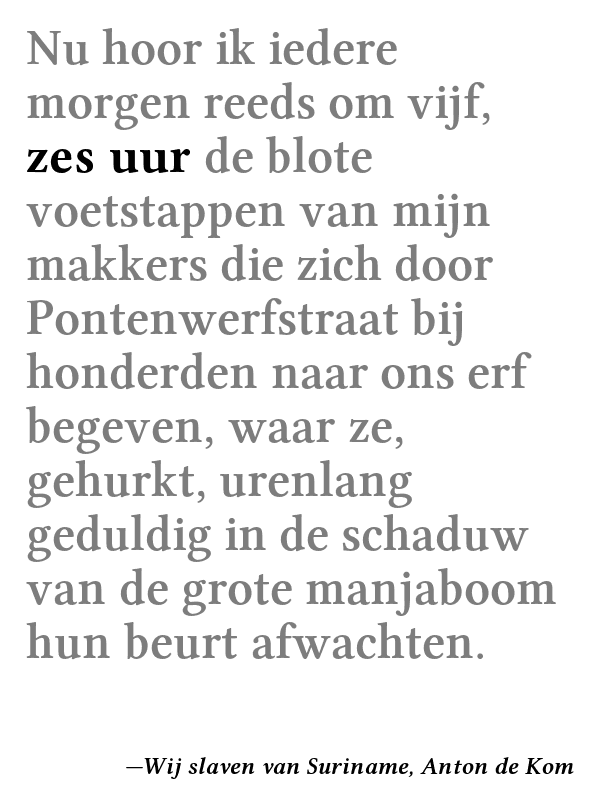 Nu hoor ik iedere
morgen reeds om vijf,
zes uur de blote
voetstappen van mijn
makkers die zich door
Pontenwerfstraat bij
honderden naar ons erf
begeven, waar ze,
gehurkt, urenlang
geduldig in de schaduw
van de grote manjaboom
hun beurt afwachten.
—Wij slaven van Suriname, Anton de Kom